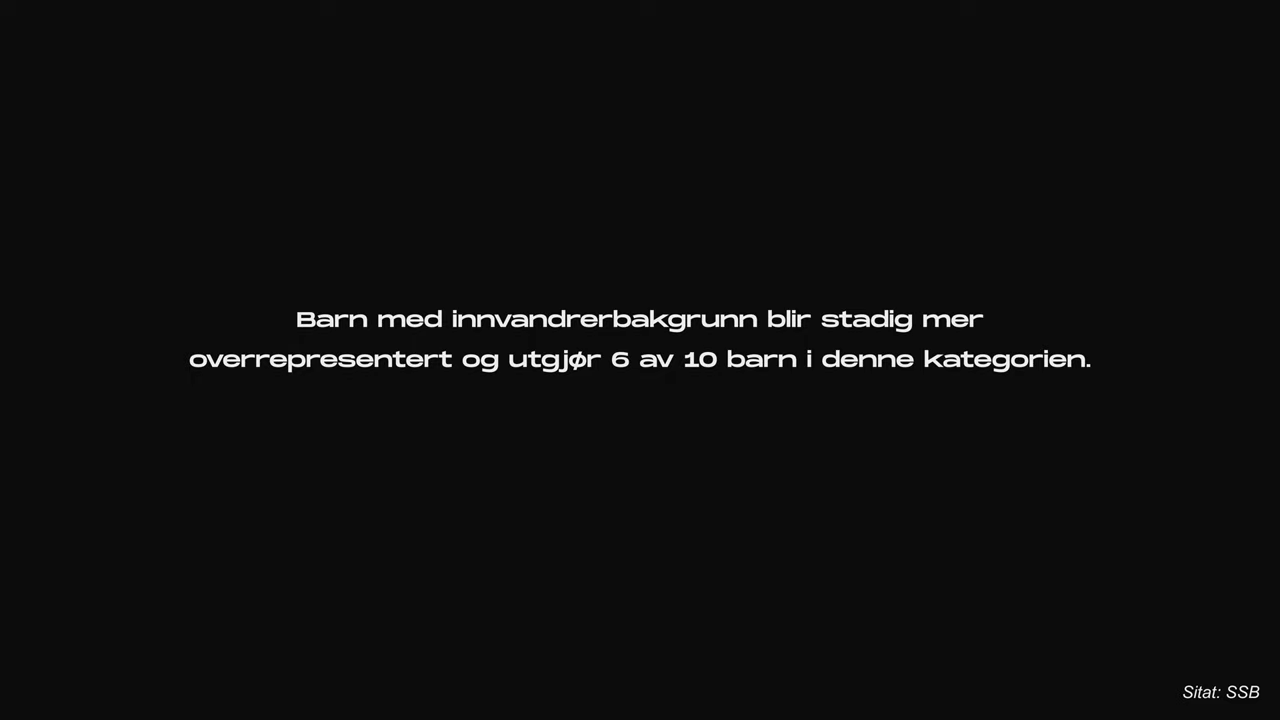 Barn med innvandrerbakgrunn blir stadig mer
overrepresentert og utgjør 6 av 10 barn i denne kategorien.
Sitat: SSB